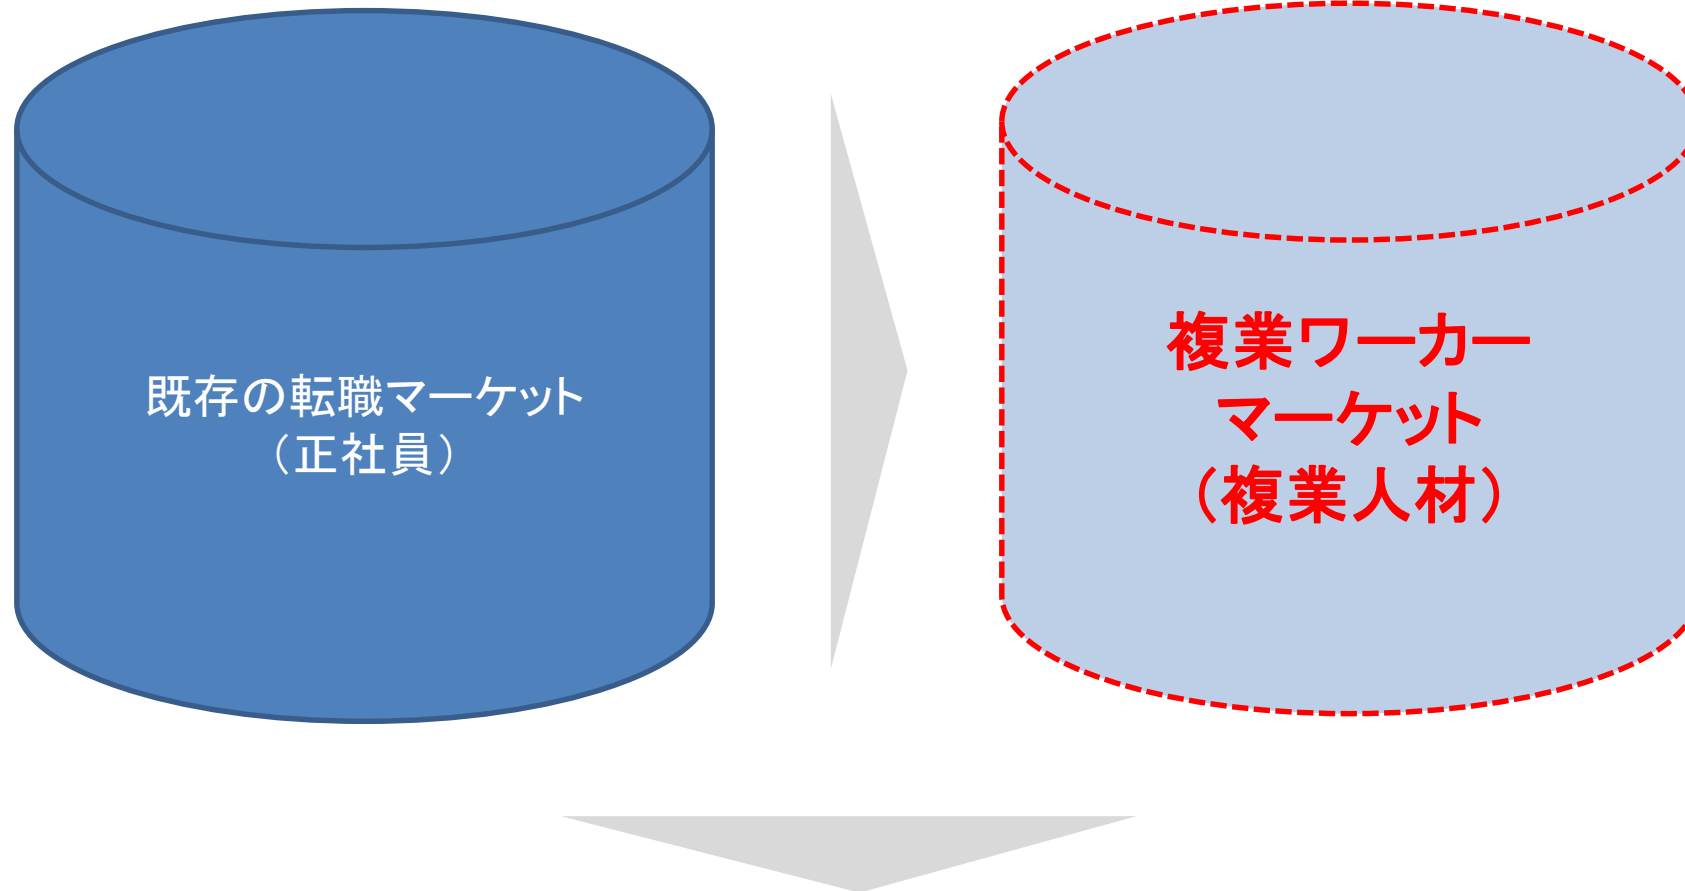 既存の転職マーケット
（正社員）
複業ワーカー
マーケット
（複業人材）